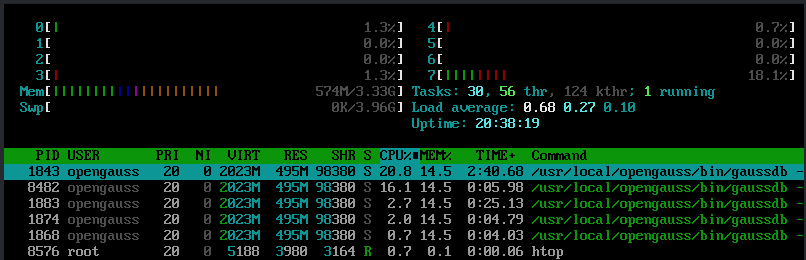 0[| 1.3%] 4[| 0.7%]
1[ 0.0%] 5[ 0.0%]
2[ 0.0%] 6[ 0.0%]
3[| 1.3%] 7[|||||||| 18.1%]
Mem[||||||||||||||||||||| 574M/3.33G] Tasks: 30, 56 thr, 124 kthr; 1 running
Swp[ 0K/3.96G] Load average: 0.68 0.27 0.10
Uptime: 20:38:19
PID USER PRI NI VIRT RES SHR S CPU% MEM% TIME+ Command
1843 opengauss 20 0 2023M 495M 98380 S 20.8 14.5 2:40.68 /usr/local/opengauss/bin/gaussdb -
8482 opengauss 20 0 2023M 495M 98380 S 16.1 14.5 0:05.98 /usr/local/opengauss/bin/gaussdb -
1883 opengauss 20 0 2023M 495M 98380 S 2.7 14.5 0:25.13 /usr/local/opengauss/bin/gaussdb -
1874 opengauss 20 0 2023M 495M 98380 S 2.0 14.5 0:04.79 /usr/local/opengauss/bin/gaussdb -
1868 opengauss 20 0 2023M 495M 98380 S 0.7 14.5 0:04.03 /usr/local/opengauss/bin/gaussdb -
8576 root 20 0 5188 3980 3164 R 0.7 0.1 0:00.06 htop